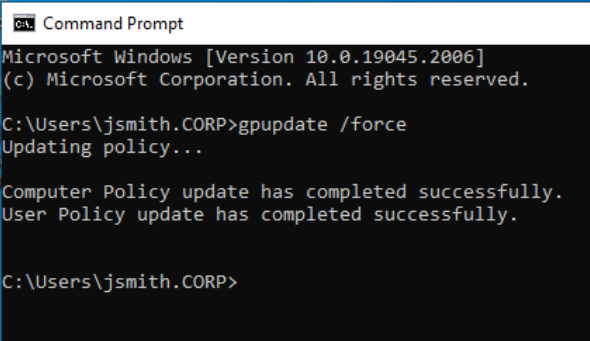 Command Prompt
Microsoft Windows [Version 10.0.19045.2006]
(c) Microsoft Corporation. All rights reserved.
C:\Users\jsmith.CORP>gpupdate /force
Updating policy...
Computer Policy update has completed successfully.
User Policy update has completed successfully.
C:\Users\jsmith.CORP>